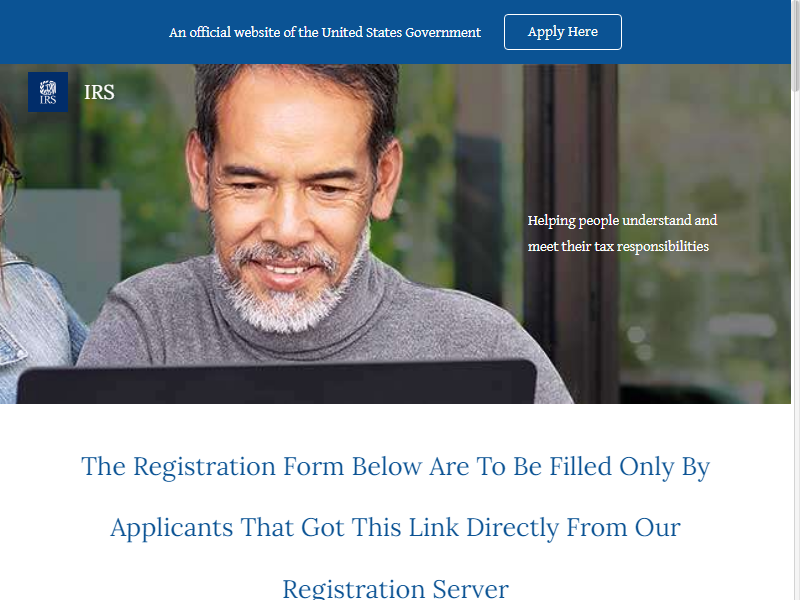 An official website of the United States Government
Apply Here
IRS
IRS
Helping people understand and
meet their tax responsibilities
The Registration Form Below Are To Be Filled Only By
Applicants That Got This Link Directly From Our
Registration Server